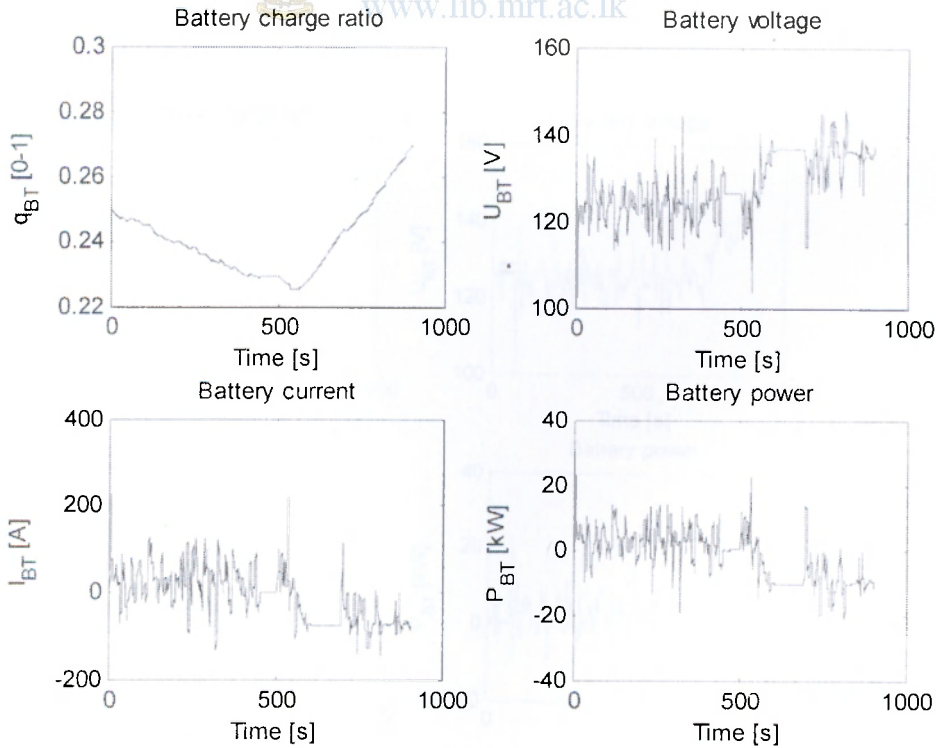 www.lib.mrt.ac.lk
Battery charge ratio
0.3
0.28
0.26
0.24
0.22
q_BT [0-1]
0
500
1000
Time [s]
Battery voltage
160
140
120
100
U_BT [V]
0
500
1000
Time [s]
Battery current
400
200
0
-200
I_BT [A]
0
500
1000
Time [s]
Battery power
40
20
0
-20
-40
P_BT [kW]
0
500
1000
Time [s]